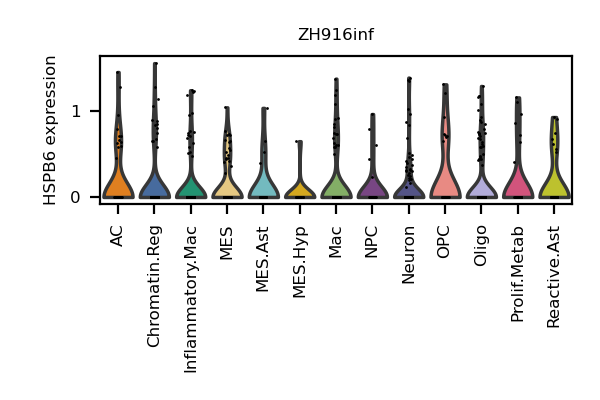 ZH916inf
HSPB6 expression
1
0
AC
Chromatin.Reg
Inflammatory.Mac
MES
MES.Ast
MES.Hyp
Mac
NPC
Neuron
OPC
Oligo
Prolif.Metab
Reactive.Ast